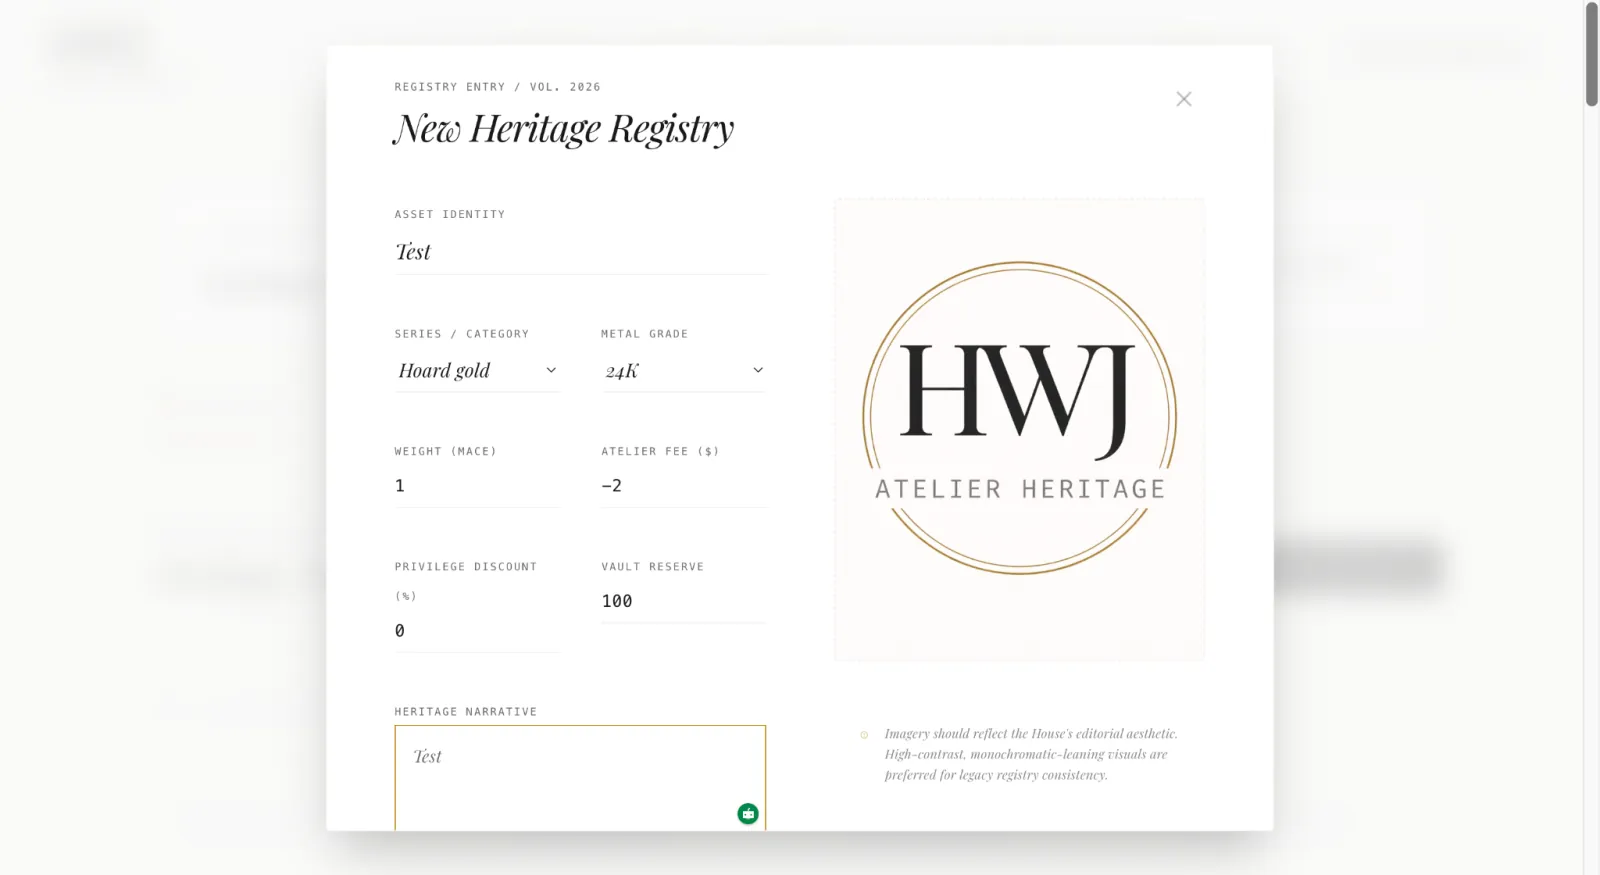 REGISTRY ENTRY / VOL. 2026
New Heritage Registry
ASSET IDENTITY
Test
SERIES / CATEGORY
METAL GRADE
Hoard gold
24K
WEIGHT (MACE)
ATELIER FEE ($)
1
−2
PRIVILEGE DISCOUNT
(%)
VAULT RESERVE
100
0
HERITAGE NARRATIVE
Test
HWJ
ATELIER HERITAGE
Imagery should reflect the House's editorial aesthetic.
High-contrast, monochromatic-leaning visuals are
preferred for legacy registry consistency.